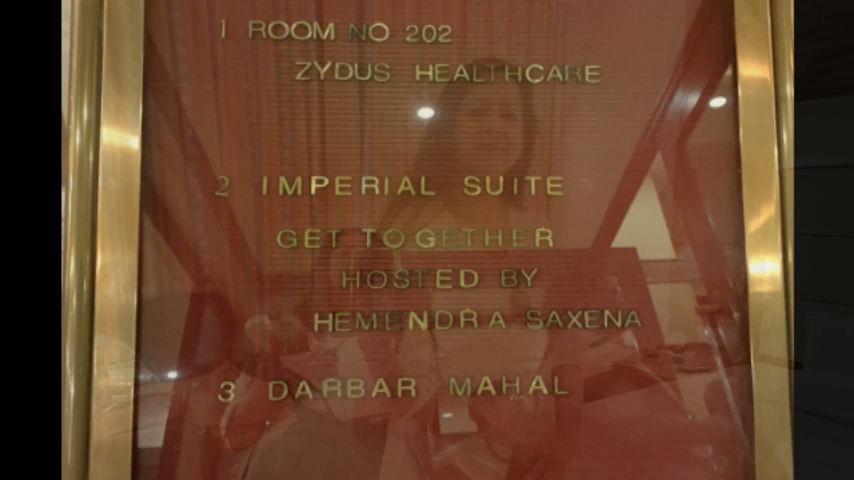 1 ROOM NO 202
ZYDUS HEALTHCARE
2 IMPERIAL SUITE
GET TOGETHER
HOSTED BY
HEMENDRA SAXENA
3 DARBAR MAHAL